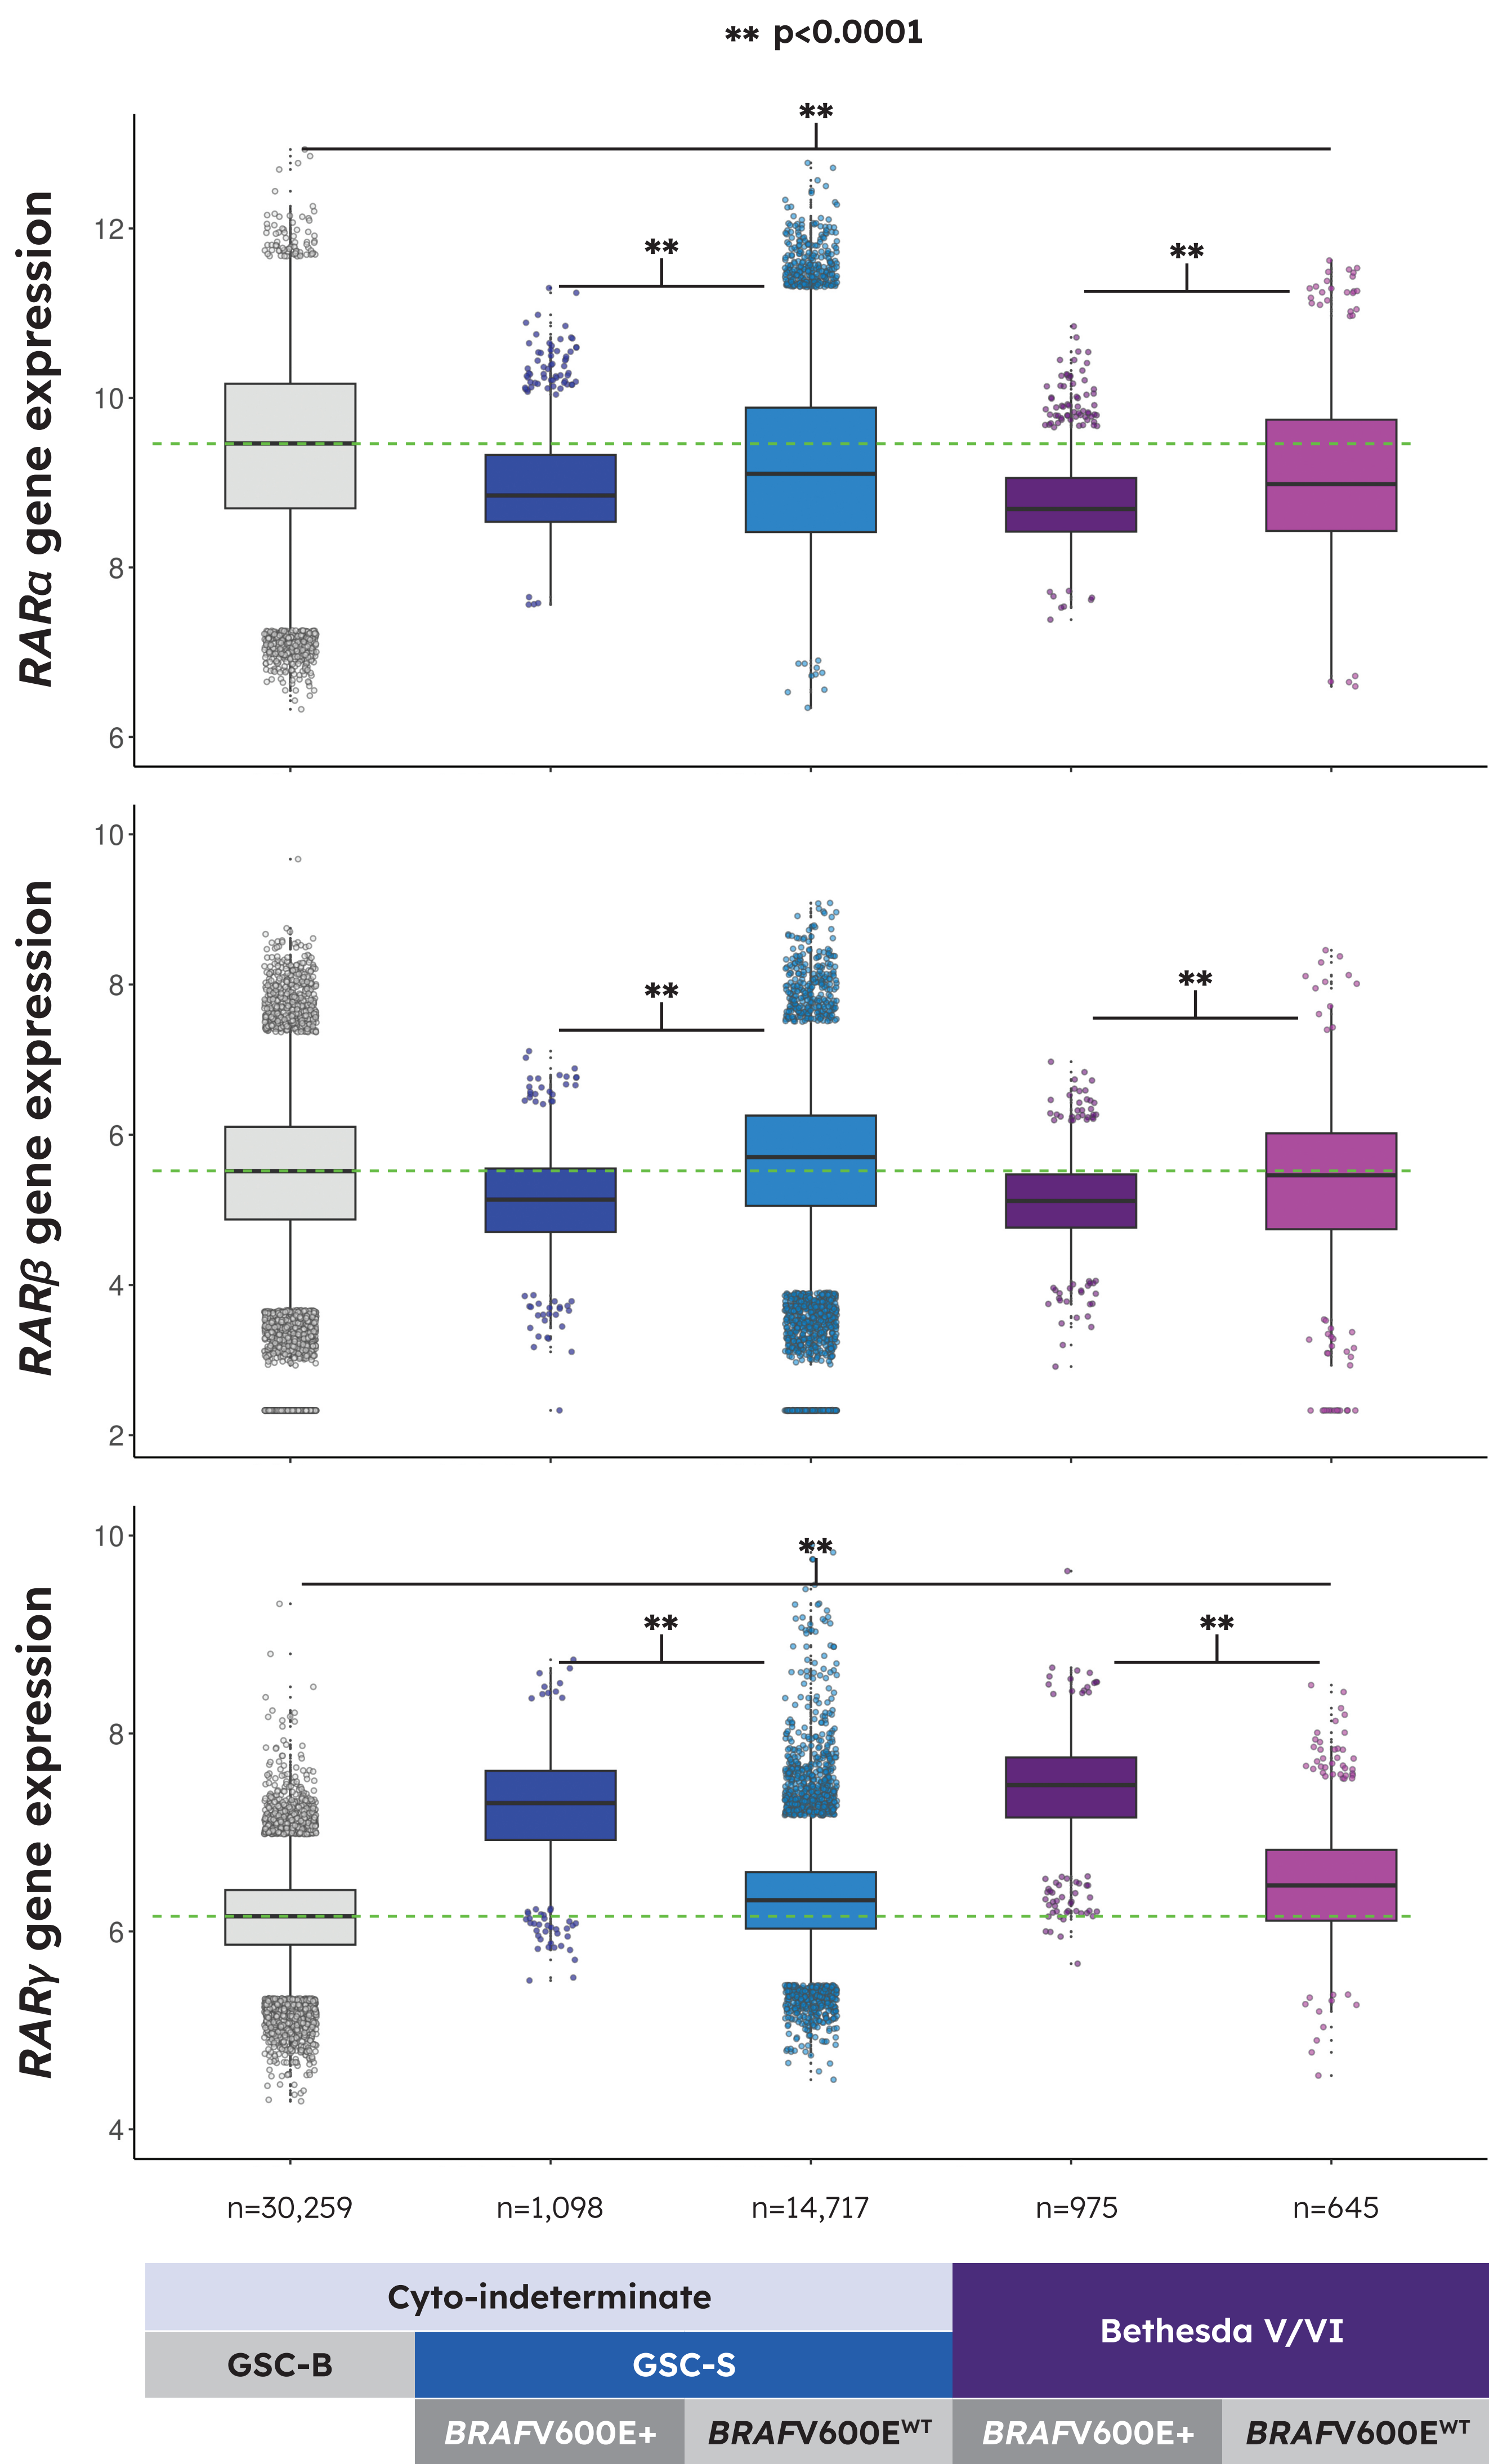 ** p<0.0001
**
**
**
RARα gene expression
12
10
8
6
**
**
RARβ gene expression
10
8
6
4
2
**
**
**
RARγ gene expression
10
8
6
4
n=30,259 n=1,098 n=14,717 n=975 n=645
Cyto-indeterminate
Bethesda V/VI
GSC-B GSC-S
BRAFV600E+ BRAFV600EWT BRAFV600E+ BRAFV600EWT